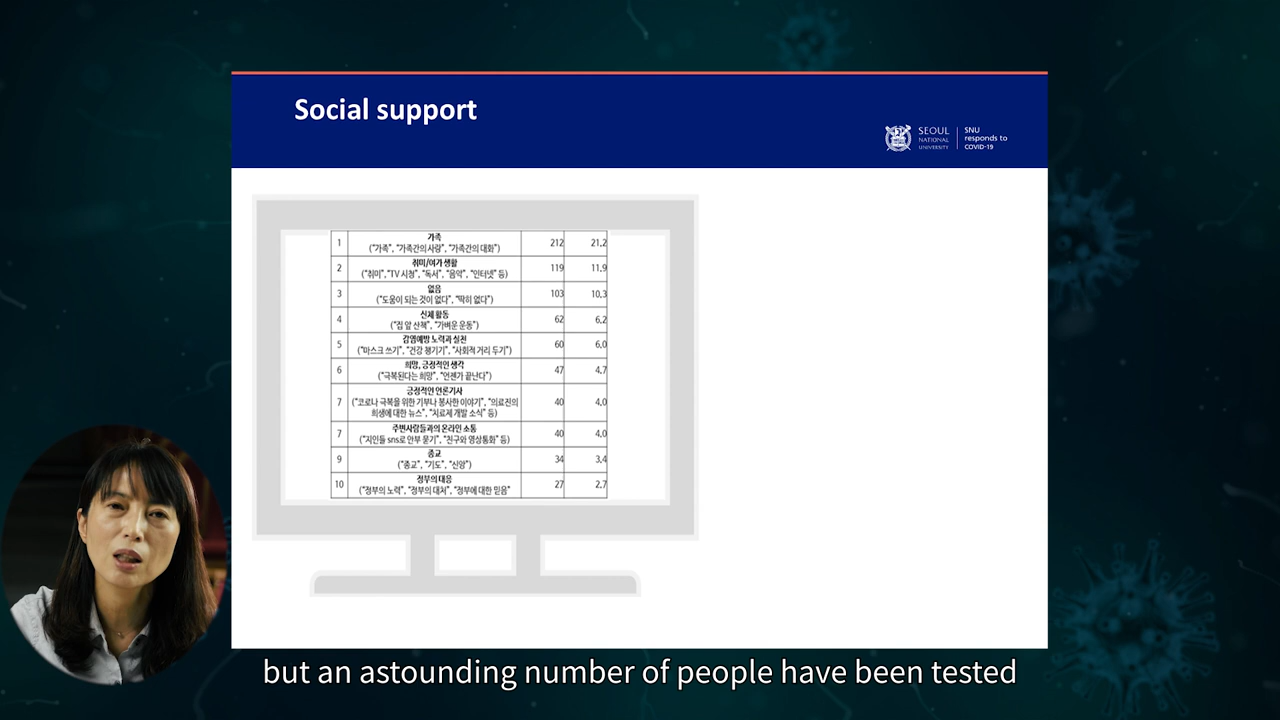 Social support
SEOUL
NATIONAL
UNIVERSITY
SNU
responds to
COVID-19
1 가족 212 21.2
("가족", "가족간의 사랑", "가족간의 대화")
2 취미/여가 생활 119 11.9
("취미", "TV 시청", "독서", "음악", "인터넷" 등)
3 없음 103 10.3
("도움이 되는 것이 없다", "딱히 없다")
4 신체 활동 62 6.2
("집 앞 산책", "가벼운 운동")
5 감염예방 노력과 실천 60 6.0
("마스크 쓰기", "건강 챙기기", "사회적 거리 두기")
6 희망, 긍정적인 생각 47 4.7
("극복된다는 희망", "언젠가 끝난다")
7 긍정적인 언론기사 40 4.0
("코로나 극복을 위한 기부나 봉사한 이야기", "의료진의
희생에 대한 뉴스", "치료제 개발 소식" 등)
7 주변사람들과의 온라인 소통 40 4.0
("지인들 sns로 안부 묻기", "친구와 영상통화" 등)
9 종교 34 3.4
("종교", "기도", "신앙")
10 정부의 대응 27 2.7
("정부의 노력", "정부의 대처", "정부에 대한 믿음"
but an astounding number of people have been tested